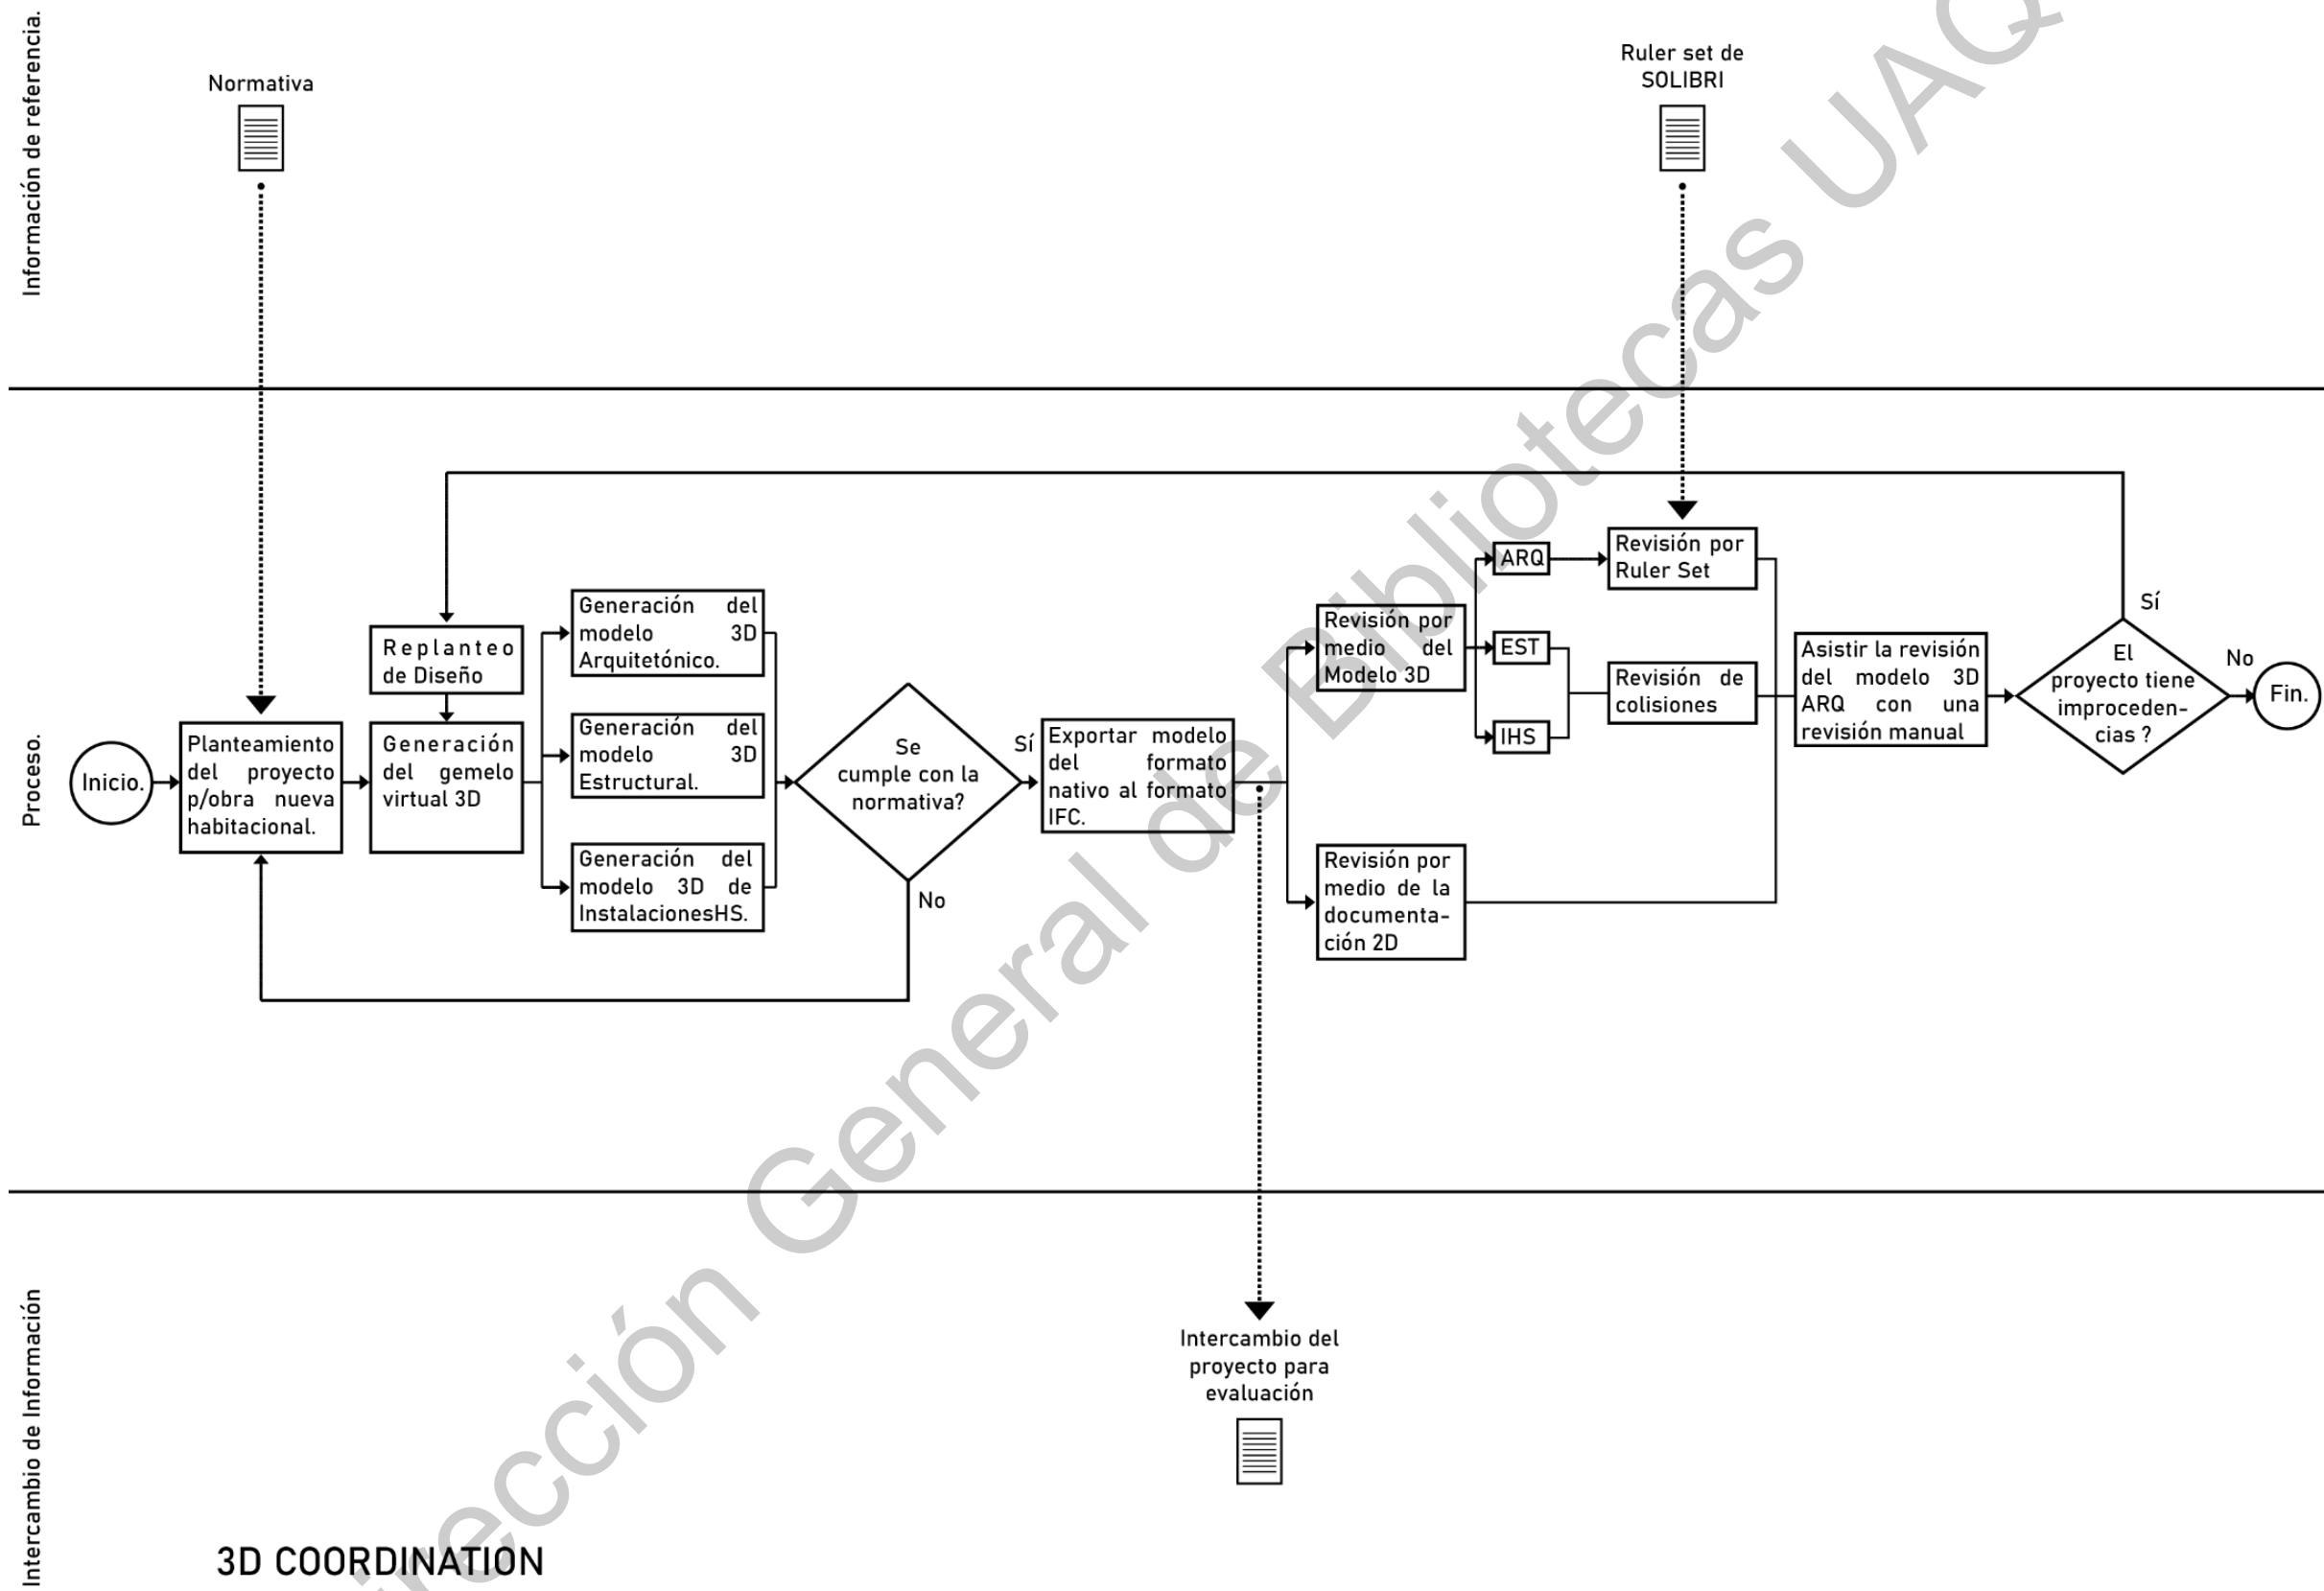 Información de referencia.
Normativa
Ruler set de
SOLIBRI
Proceso.
Inicio.
Planteamiento
del proyecto
p/obra nueva
habitacional.
Replanteo
de Diseño
Generación
del gemelo
virtual 3D
Generación del
modelo 3D
Arquitetónico.
Generación del
modelo 3D
Estructural.
Generación del
modelo 3D de
InstalacionesHS.
Se
cumple con la
normativa?
Sí
No
Exportar modelo
del formato
nativo al formato
IFC.
Revisión por
medio del
Modelo 3D
Revisión por
medio de la
documenta-
ción 2D
ARQ
EST
IHS
Revisión por
Ruler Set
Revisión de
colisiones
Asistir la revisión
del modelo 3D
ARQ con una
revisión manual
El
proyecto tiene
improceden-
cias ?
Sí
No
Fin.
Intercambio de Información
Intercambio del
proyecto para
evaluación
3D COORDINATION
irección General de Bibliotecas UAQ